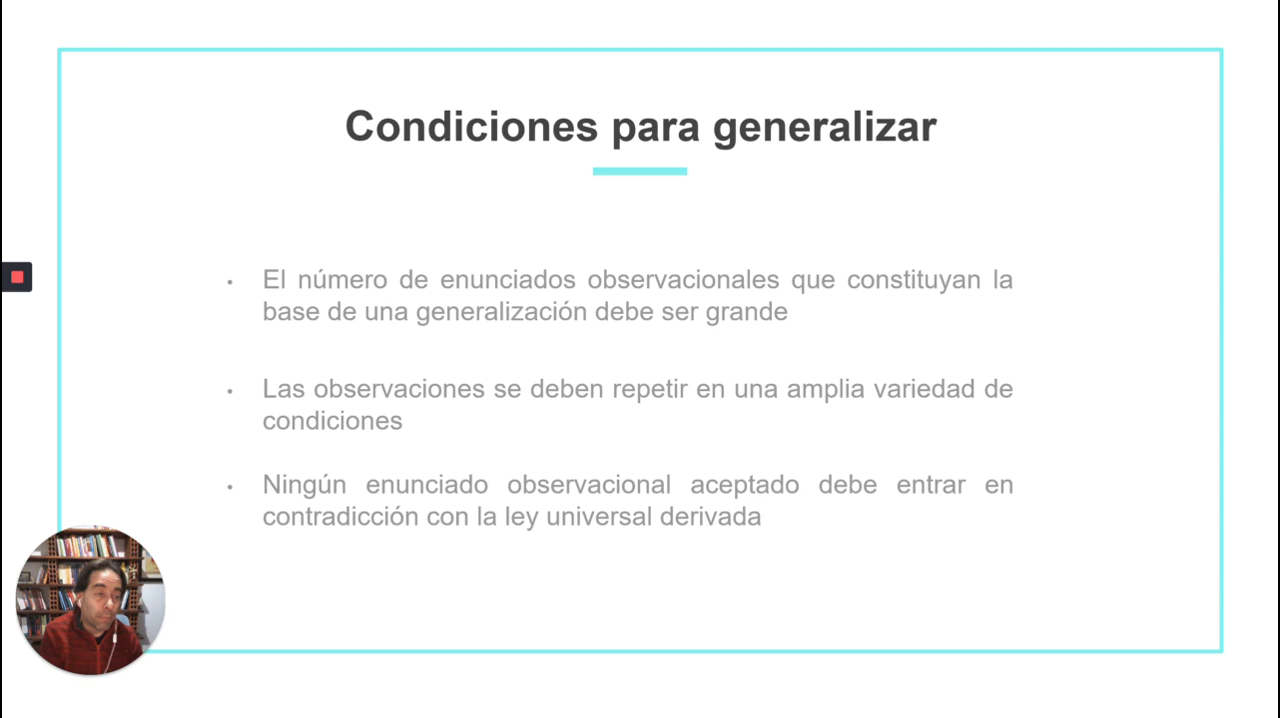 Condiciones para generalizar
• El número de enunciados observacionales que constituyan la
base de una generalización debe ser grande
• Las observaciones se deben repetir en una amplia variedad de
condiciones
• Ningún enunciado observacional aceptado debe entrar en
contradicción con la ley universal derivada